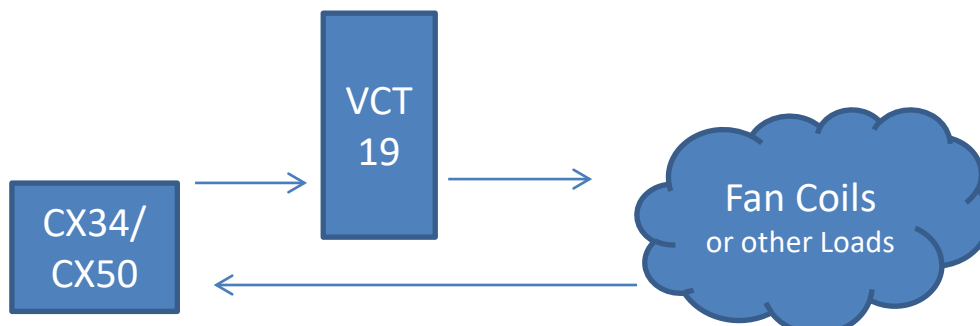 VCT
19
CX34/
CX50
Fan Coils
or other Loads